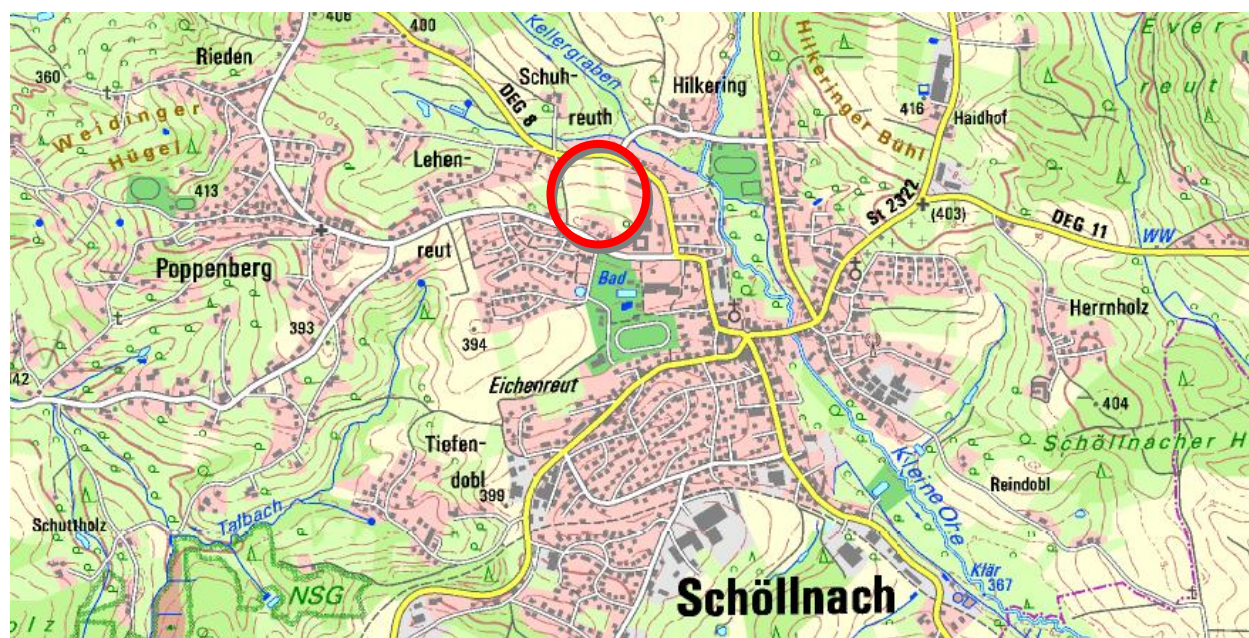 406
400
Rieden
Kellergraben
Ever
360
Schuh-
Hilkering
reut
DEG 8
Hilkeringer Bühl
416
reuth
Haidhof
Weidinger
Hügel
Lehen-
413
St 2322
(403)
DEG 11
WW
reut
Poppenberg
Bad
Herrnholz
393
394
342
Eichenreut
404
Tiefen-
Schöllnacher H
dobl
399
Kleine Ohe
Reindobl
Schuttholz
Talbach
Klär
367
NSG
Schöllnach
olz